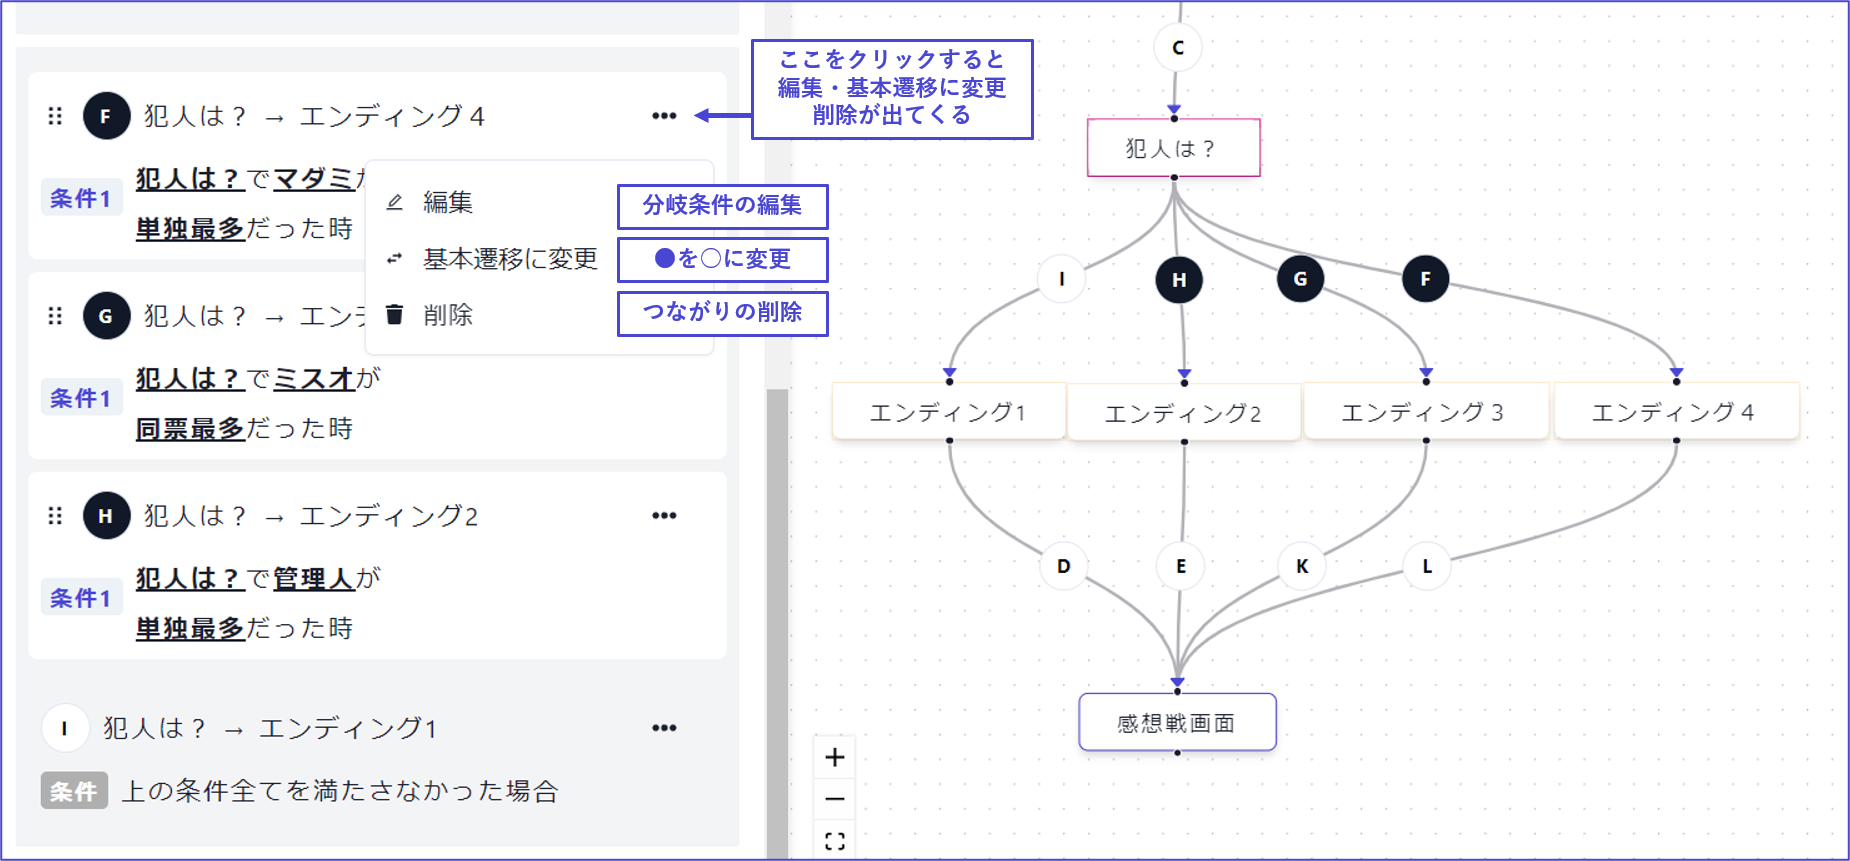 F 犯人は？ → エンディング４ •••
条件1
犯人は？でマダミが
単独最多だった時
編集
基本遷移に変更
削除
G 犯人は？ → エンデ
条件1
犯人は？でミスオが
同票最多だった時
H 犯人は？ → エンディング2 •••
条件1
犯人は？で管理人が
単独最多だった時
I 犯人は？ → エンディング1 •••
条件 上の条件全てを満たさなかった場合
ここをクリックすると
編集・基本遷移に変更
削除が出てくる
分岐条件の編集
●を○に変更
つながりの削除
C
犯人は？
I H G F
エンディング1 エンディング2 エンディング３ エンディング４
D E K L
感想戦画面